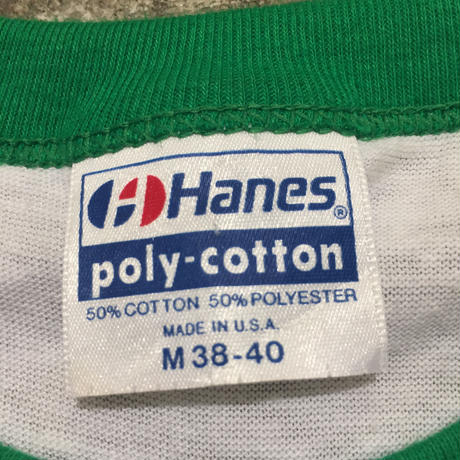 Hanes®
poly-cotton
50% COTTON 50% POLYESTER
MADE IN U.S.A.
M 38-40